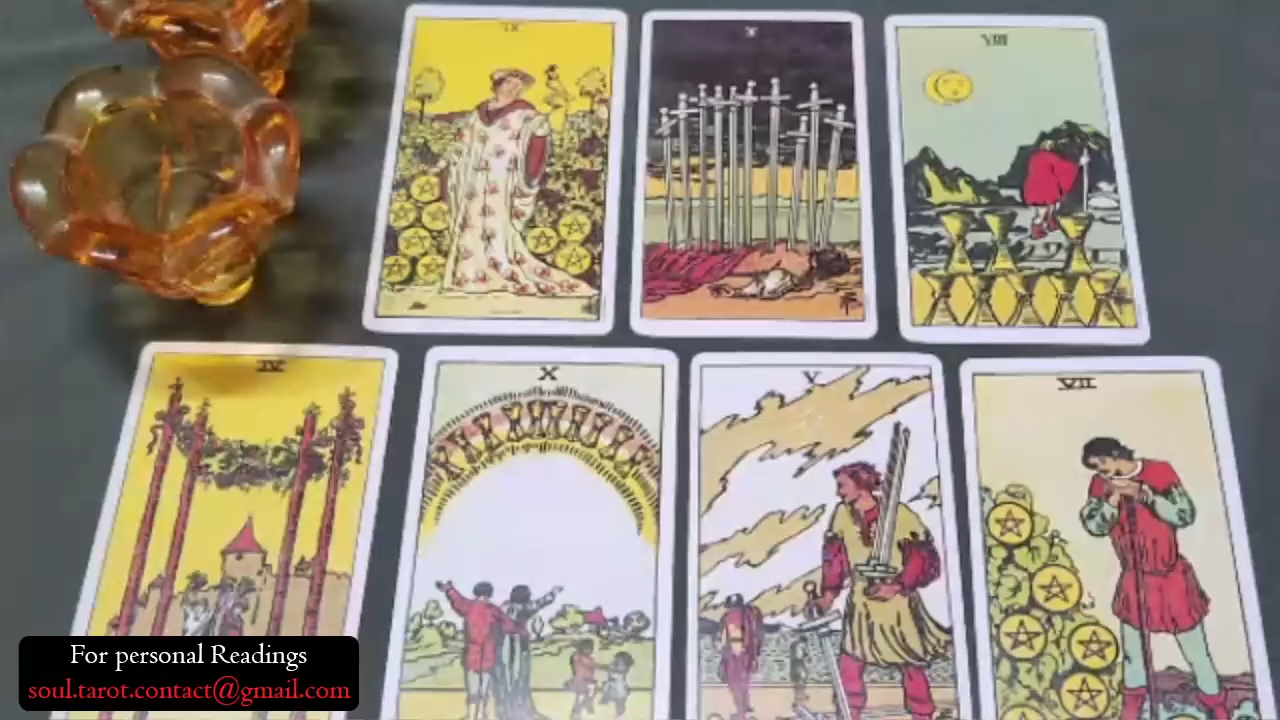 IX
X
VIII
IV
X
V
VII
For personal Readings
soul.tarot.contact@gmail.com